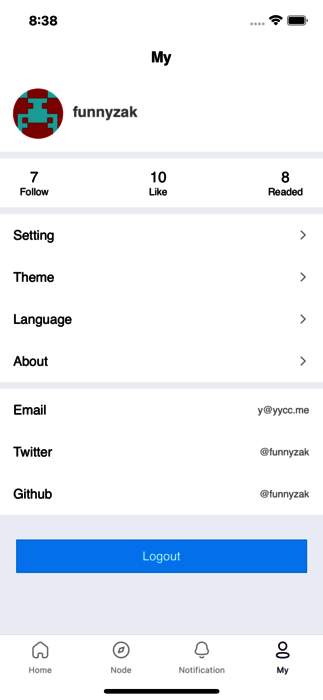 8:38
My
funnyzak
7 10 8
Follow Like Readed
Setting
Theme
Language
About
Email y@yycc.me
Twitter @funnyzak
Github @funnyzak
Logout
Home Node Notification My